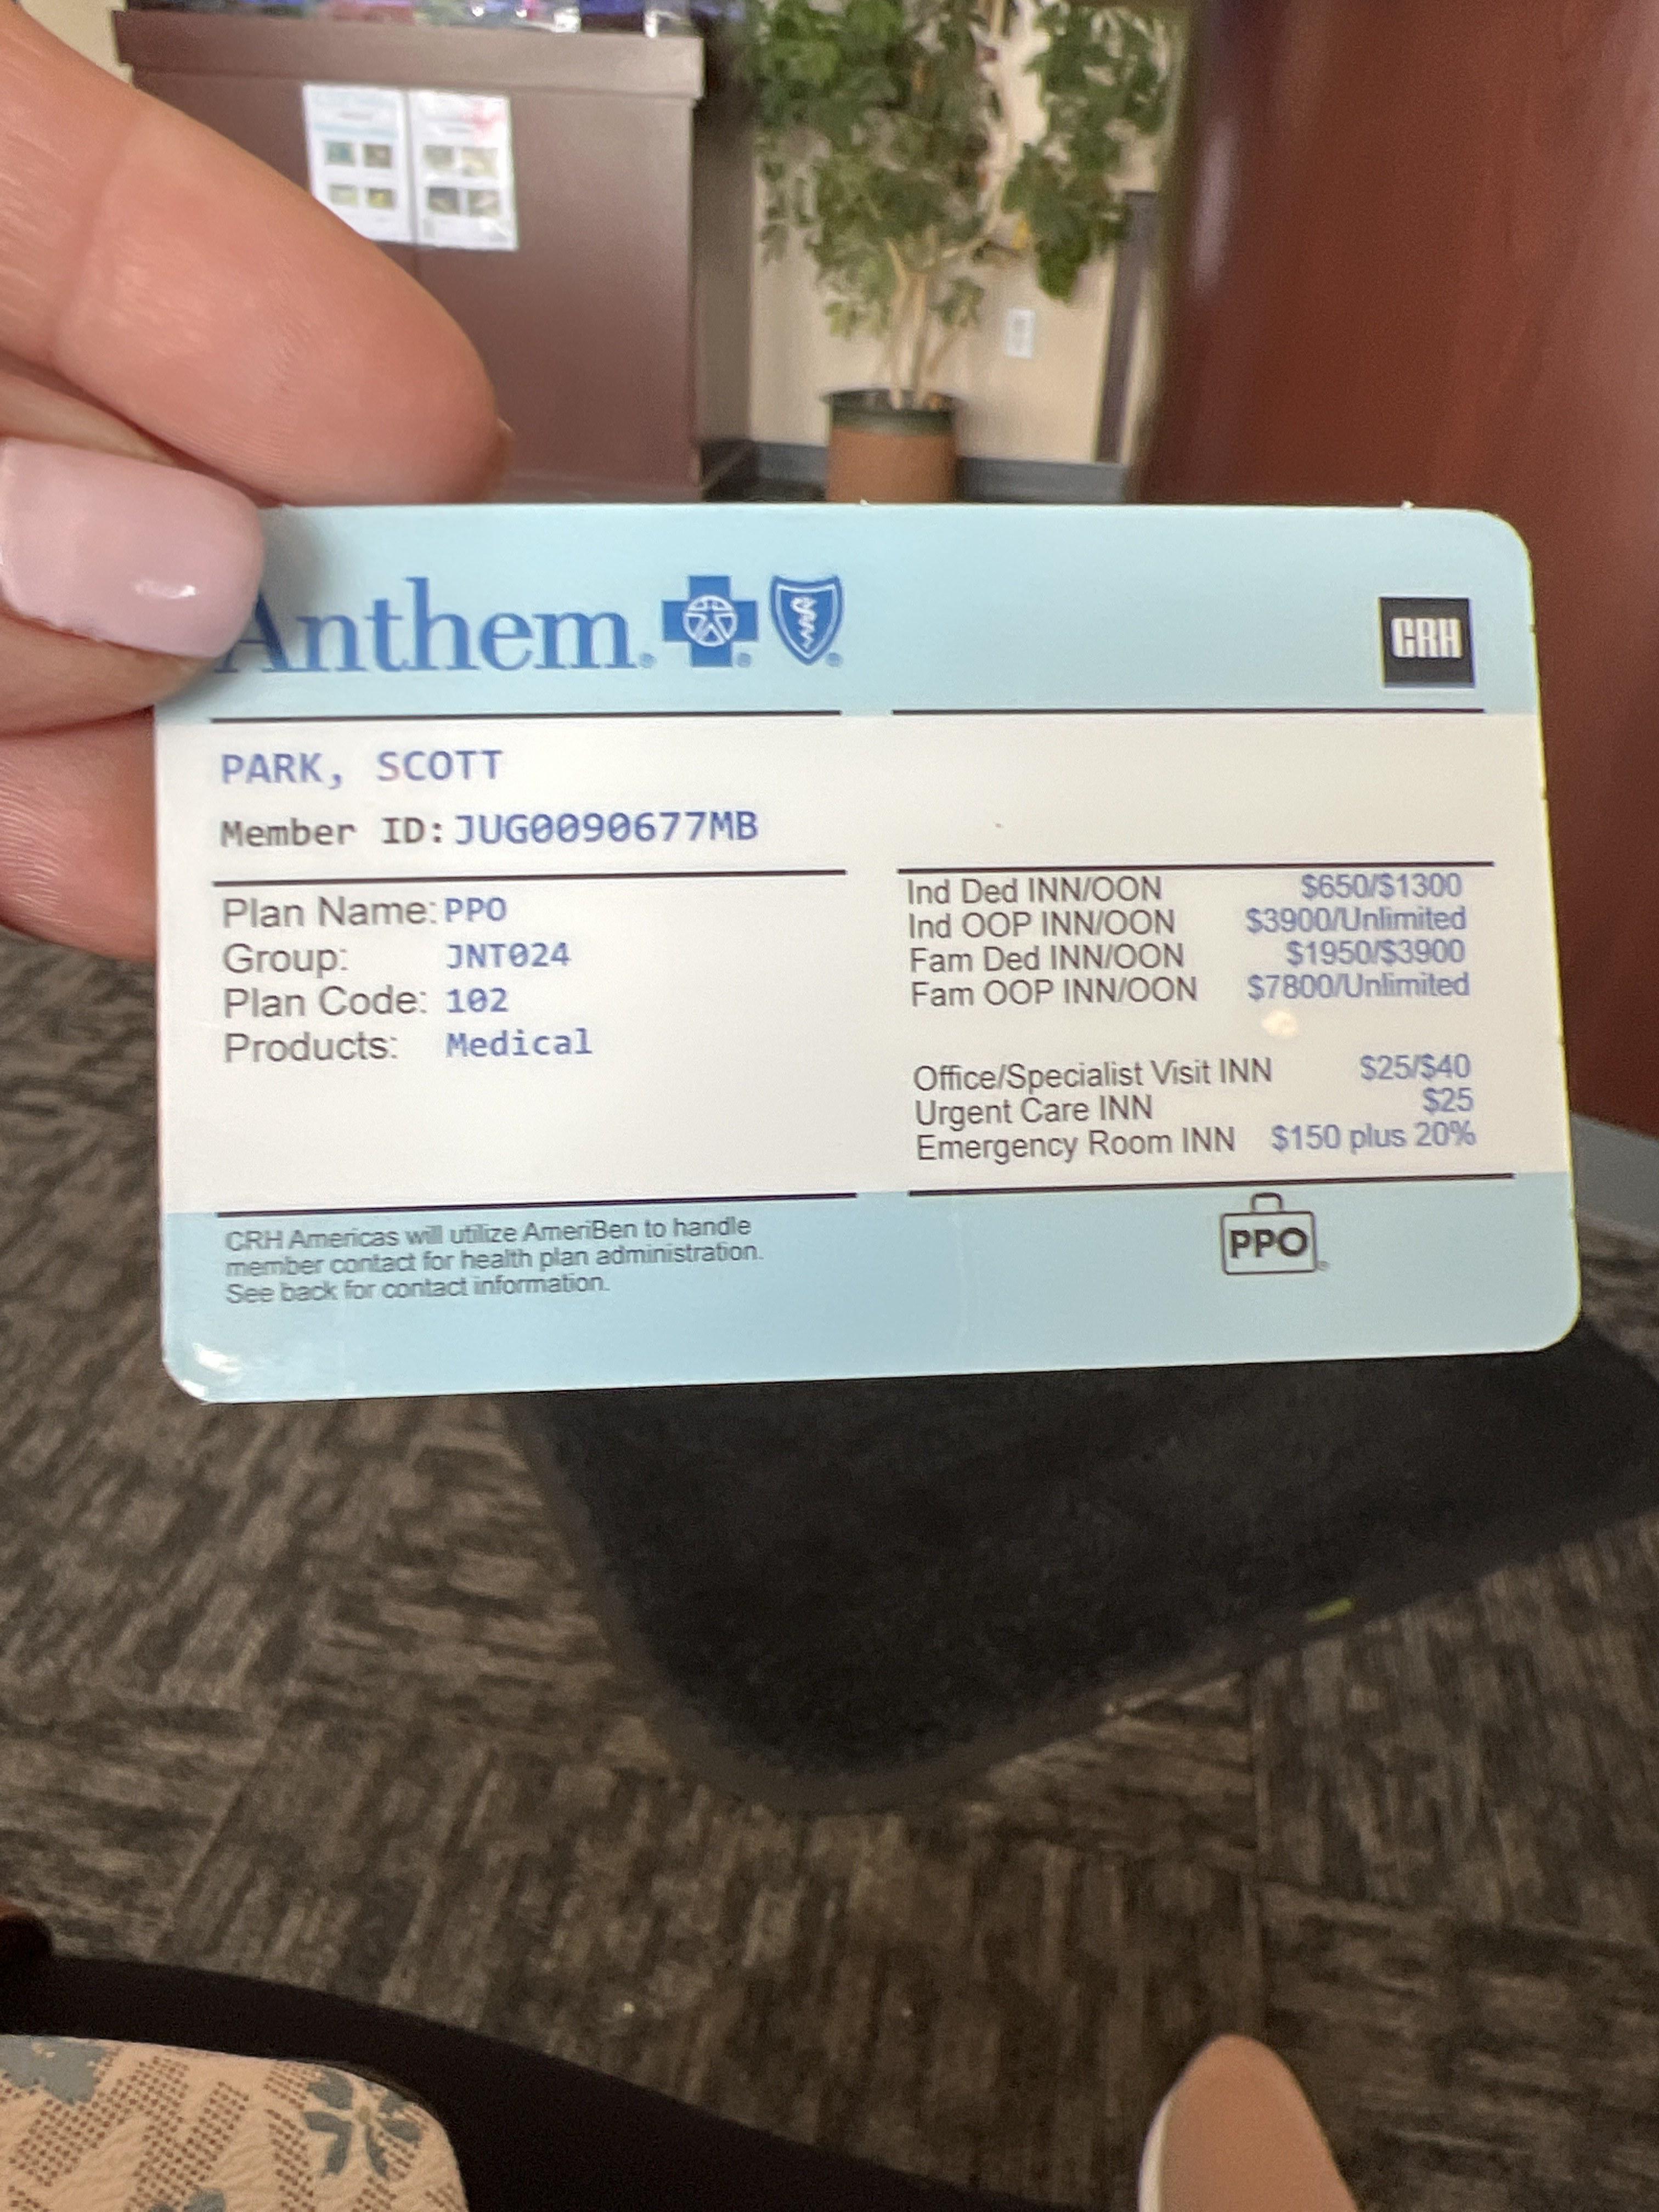 Anthem.
CRH
PARK, SCOTT
Member ID: JUG0090677MB
Plan Name: PPO
Group: JNT024
Plan Code: 102
Products: Medical
Ind Ded INN/OON $650/$1300
Ind OOP INN/OON $3900/Unlimited
Fam Ded INN/OON $1950/$3900
Fam OOP INN/OON $7800/Unlimited
Office/Specialist Visit INN $25/$40
Urgent Care INN $25
Emergency Room INN $150 plus 20%
CRH Americas will utilize AmeriBen to handle
member contact for health plan administration.
See back for contact information.
PPO